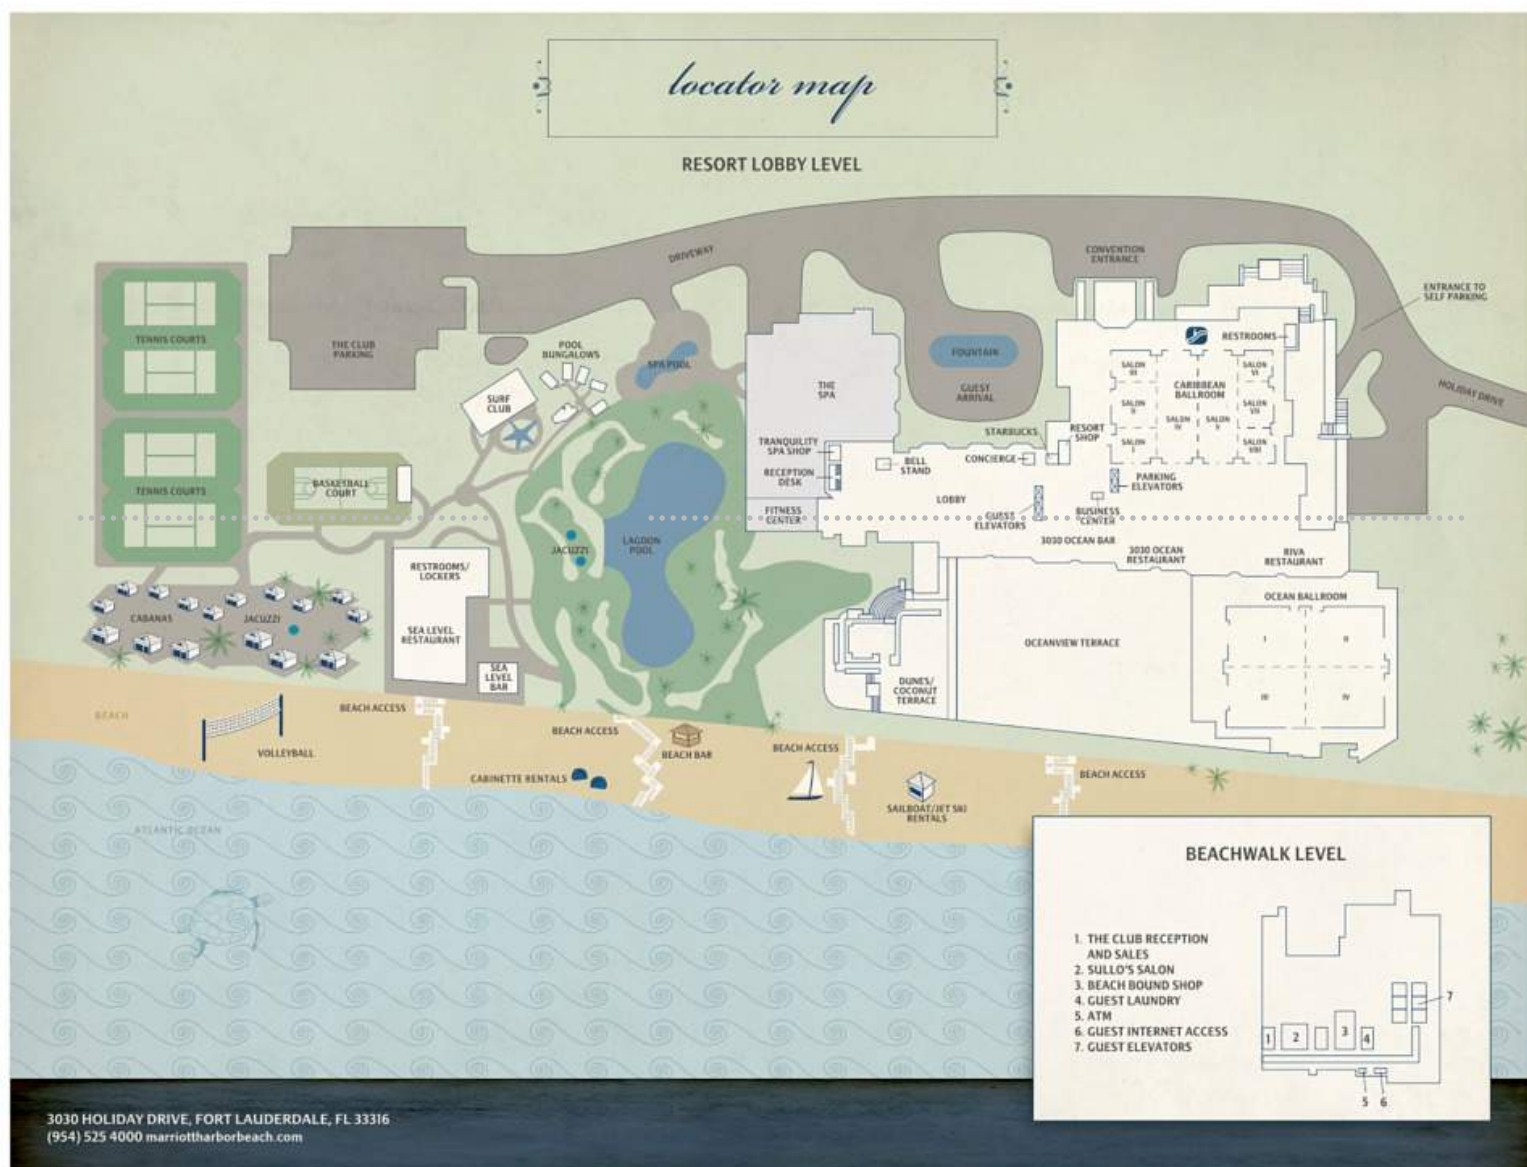 locator map
RESORT LOBBY LEVEL
DRIVEWAY
CONVENTION
ENTRANCE
ENTRANCE TO
SELF PARKING
HOLIDAY DRIVE
TENNIS COURTS
THE CLUB
PARKING
POOL
BUNGALOWS
SPA POOL
SURF
CLUB
THE
SPA
FOUNTAIN
GUEST
ARRIVAL
RESTROOMS
SALON
III
SALON
VI
CARIBBEAN
BALLROOM
SALON
II
SALON
VII
SALON
IV
SALON
V
SALON
I
SALON
VIII
STARBUCKS
RESORT
SHOP
TRANQUILITY
SPA SHOP
BELL
STAND
CONCIERGE
RECEPTION
DESK
PARKING
ELEVATORS
LOBBY
TENNIS COURTS
BASKETBALL
COURT
FITNESS
CENTER
GUEST
ELEVATORS
BUSINESS
CENTER
JACUZZI
LAGOON
POOL
3030 OCEAN BAR
3030 OCEAN
RESTAURANT
RIVA
RESTAURANT
RESTROOMS/
LOCKERS
OCEAN BALLROOM
CABANAS
JACUZZI
SEA LEVEL
RESTAURANT
OCEANVIEW TERRACE
I
II
SEA
LEVEL
BAR
DUNES/
COCONUT
TERRACE
III
IV
BEACH
BEACH ACCESS
VOLLEYBALL
BEACH ACCESS
BEACH BAR
BEACH ACCESS
CABINETTE RENTALS
BEACH ACCESS
SAILBOAT/JET SKI
RENTALS
ATLANTIC OCEAN
BEACHWALK LEVEL
1. THE CLUB RECEPTION
AND SALES
2. SULLO'S SALON
3. BEACH BOUND SHOP
4. GUEST LAUNDRY
5. ATM
6. GUEST INTERNET ACCESS
7. GUEST ELEVATORS
7
1
2
3
4
5
6
3030 HOLIDAY DRIVE, FORT LAUDERDALE, FL 33316
(954) 525 4000 marriottharborbeach.com